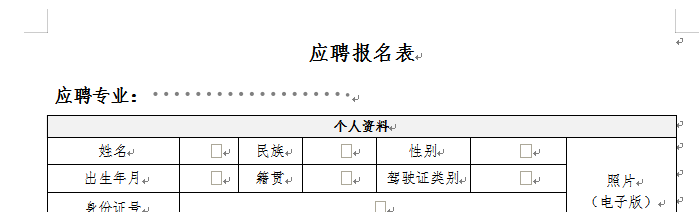 应聘报名表
应聘专业：
个人资料
姓名 民族 性别
出生年月 籍贯 驾驶证类别 照片
（电子版）
身份证号